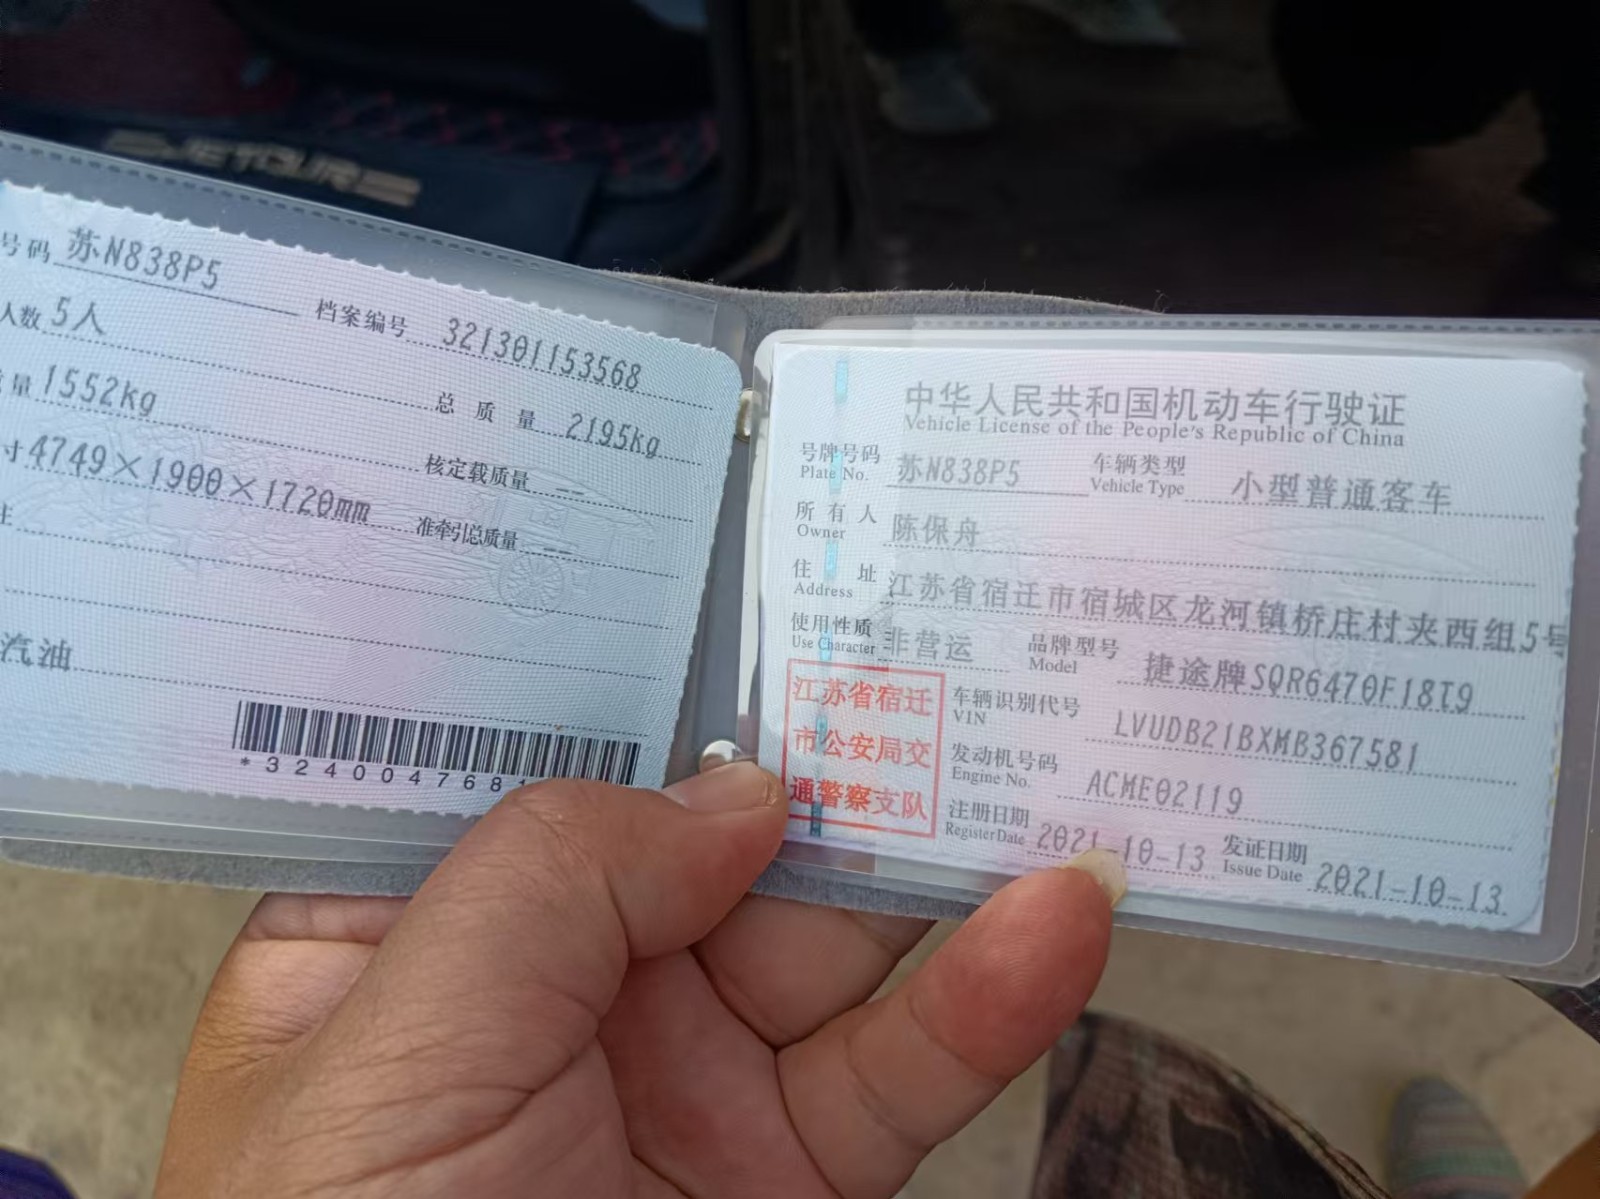 JETOUR
号码 苏N838P5
人数 5人 档案编号 321301153568
量 1552kg 总质量 2195kg
寸 4749×1900×1720mm 核定载质量 --
准牵引总质量 --
汽油
*3240047681
中华人民共和国机动车行驶证
Vehicle License of the People's Republic of China
号牌号码 苏N838P5 车辆类型 小型普通客车
Plate No. Vehicle Type
所有人 陈保舟
Owner
住址 江苏省宿迁市宿城区龙河镇桥庄村夹西组5号
Address
使用性质 非营运 品牌型号 捷途牌SQR6470F18T9
Use Character Model
江苏省宿迁
市公安局交
通警察支队
车辆识别代号 LVUDB21BXMB367581
VIN
发动机号码 ACME02119
Engine No.
注册日期 2021-10-13 发证日期 2021-10-13
Register Date Issue Date